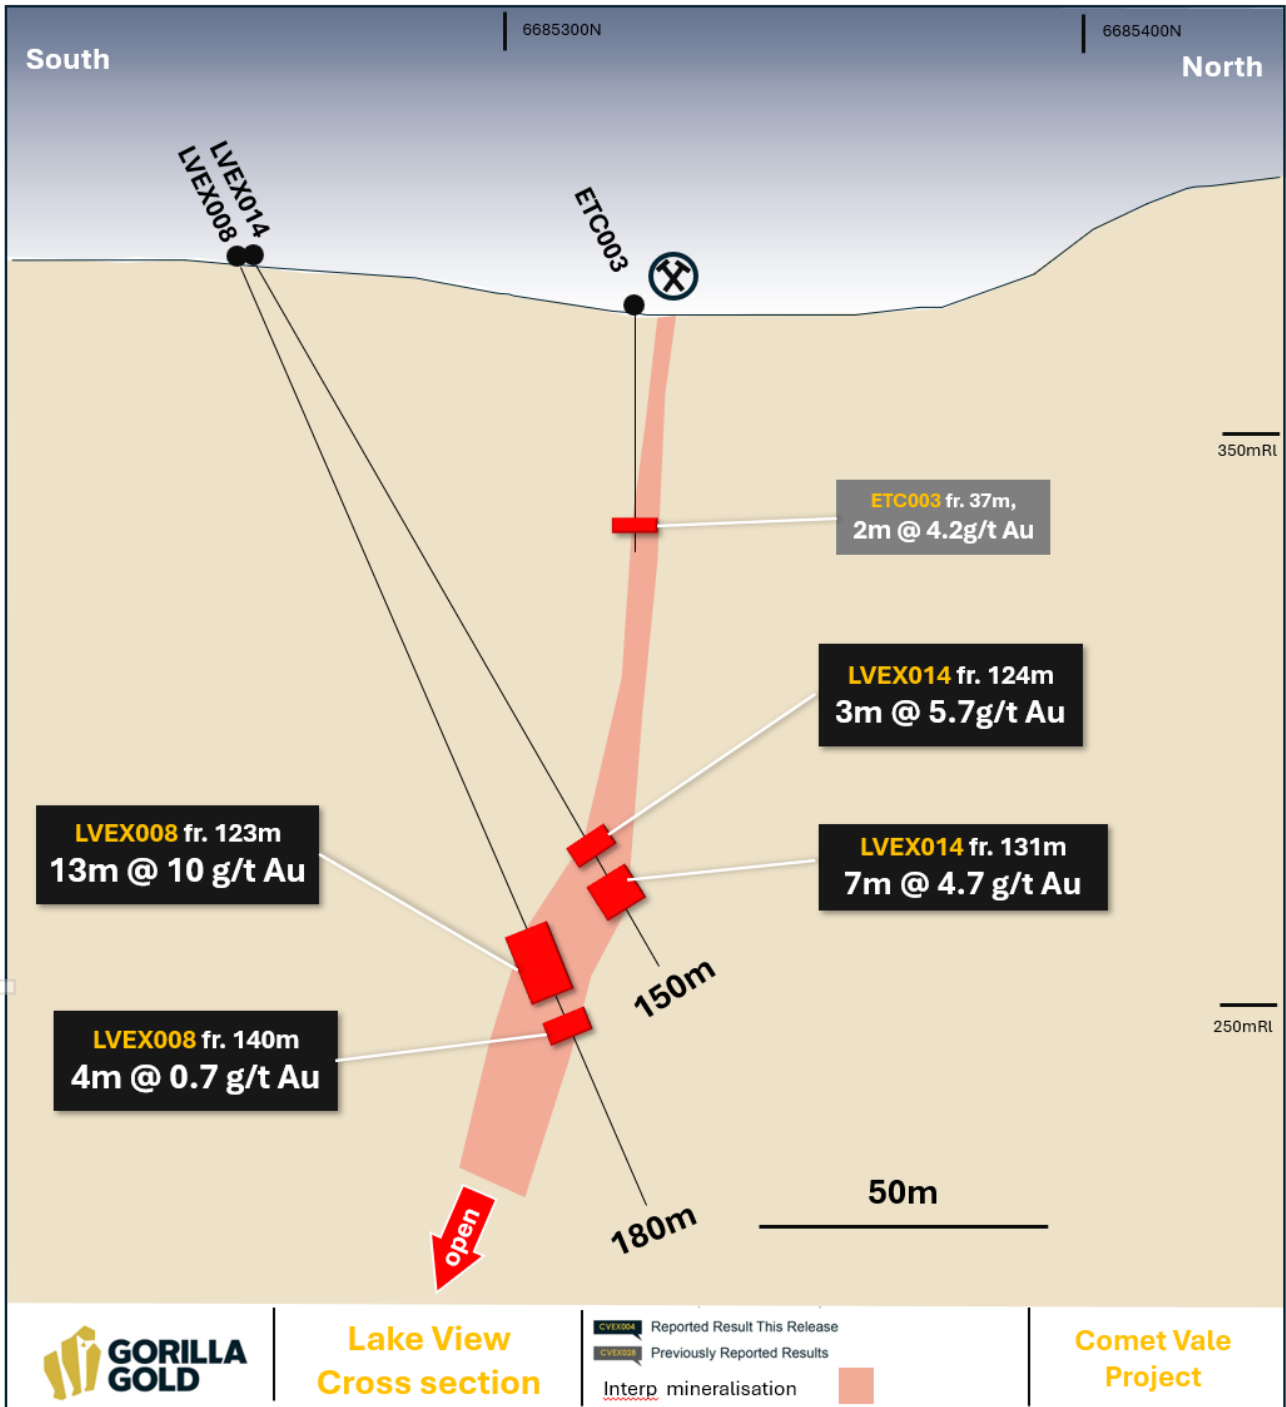 6685300N
6685400N
South
North
LVEX008
LVEX014
ETC003
350mRl
ETC003 fr. 37m,
2m @ 4.2g/t Au
LVEX014 fr. 124m
3m @ 5.7g/t Au
LVEX008 fr. 123m
13m @ 10 g/t Au
LVEX014 fr. 131m
7m @ 4.7 g/t Au
150m
250mRl
LVEX008 fr. 140m
4m @ 0.7 g/t Au
50m
180m
open
GORILLA
GOLD
Lake View
Cross section
CVEX004 Reported Result This Release
CVEX028 Previously Reported Results
Interp mineralisation
Comet Vale
Project